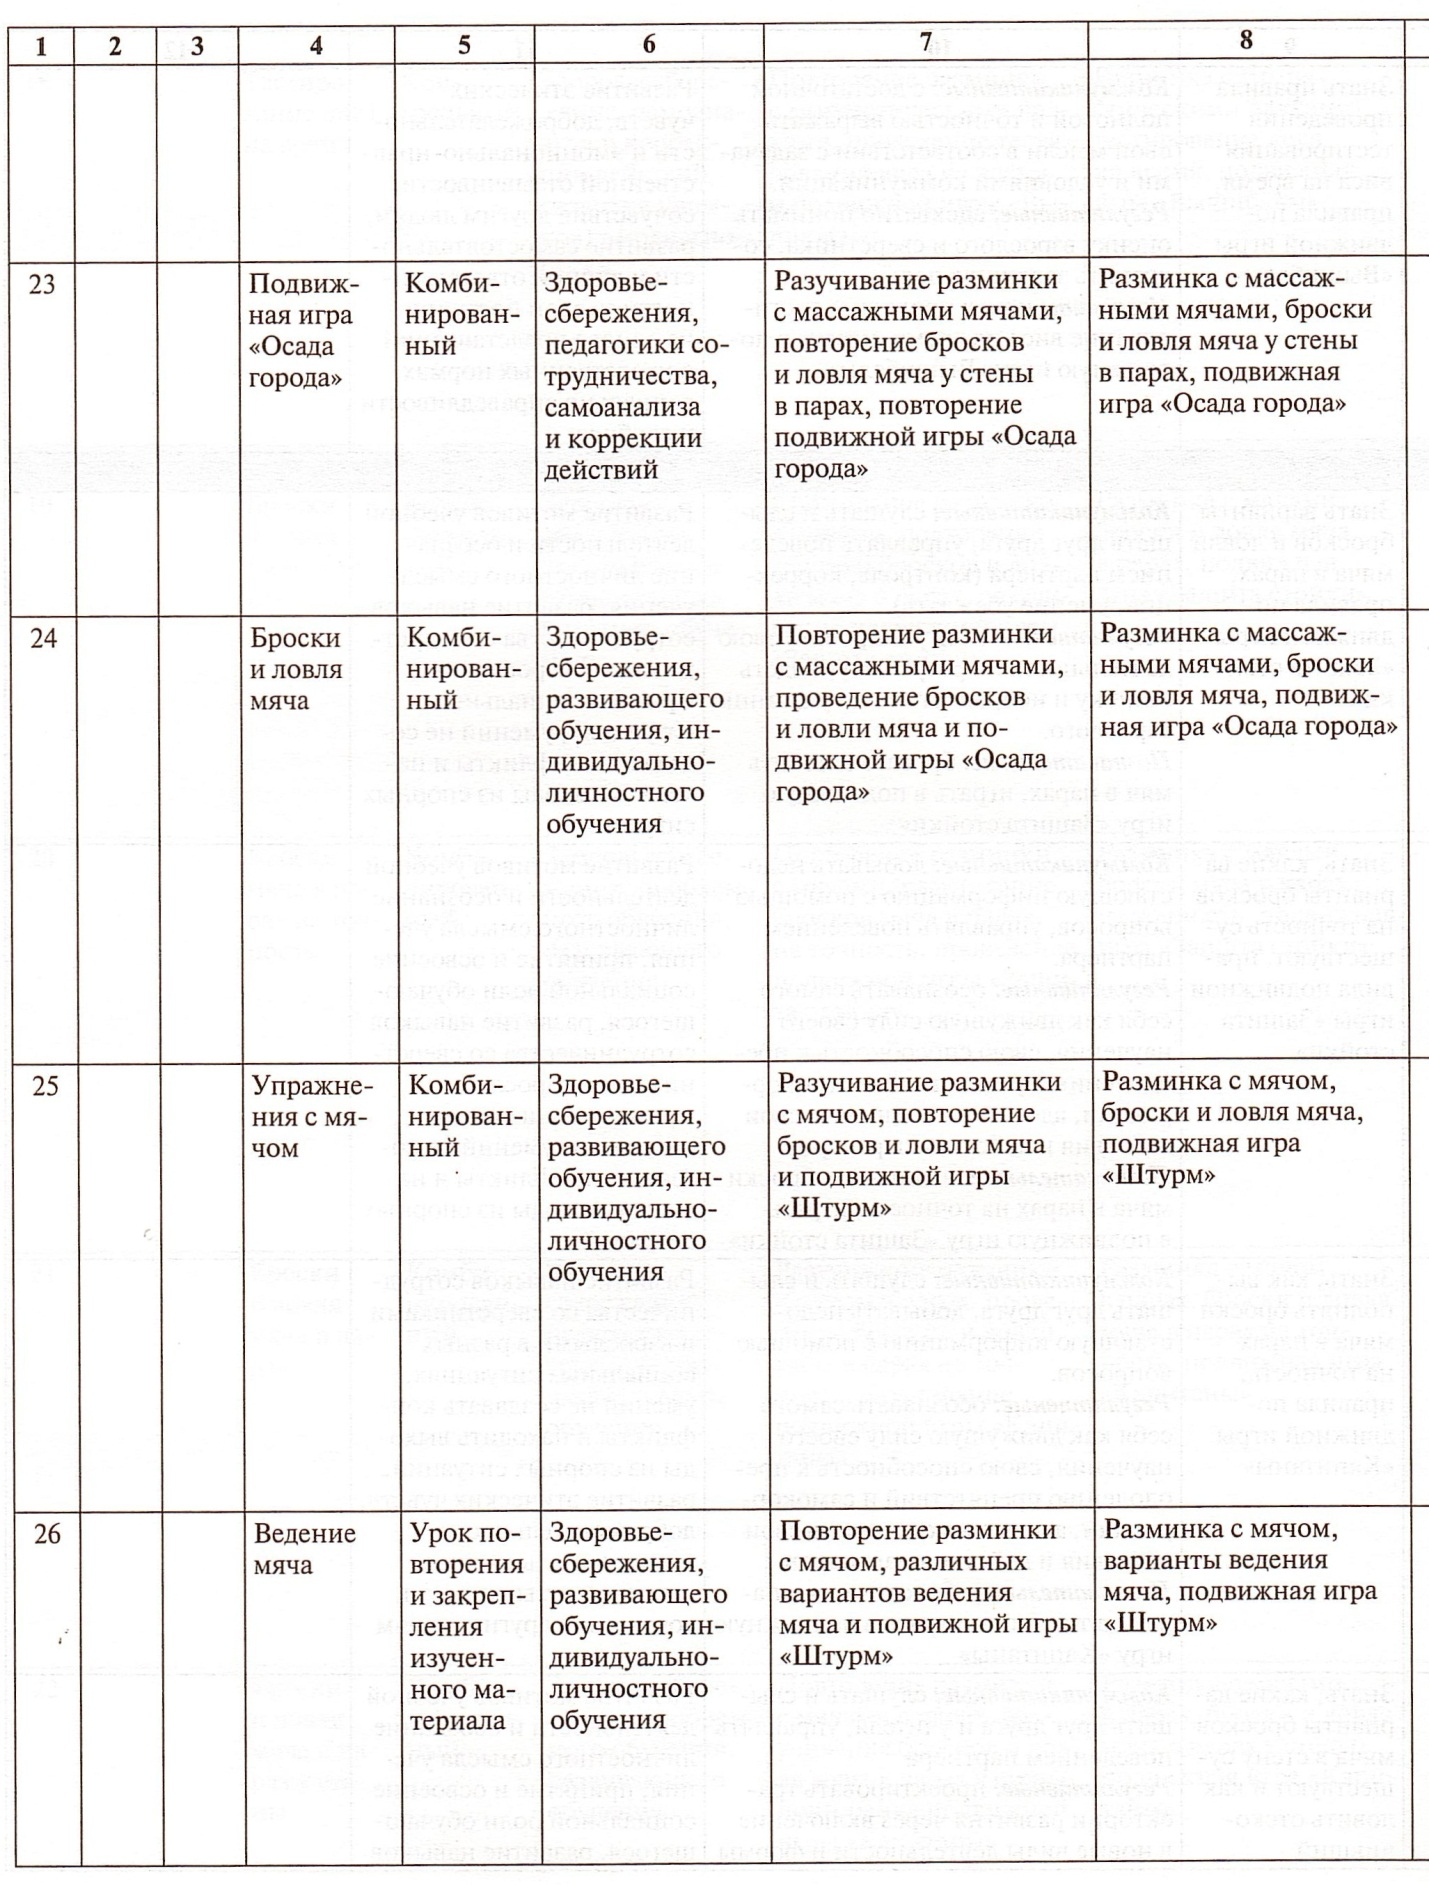 1 2 3 4 5 6 7 8
23
Подвиж-
ная игра
«Осада
города»
Комби-
нирован-
ный
Здоровье-
сбережения,
педагогики со-
трудничества,
самоанализа
и коррекции
действий
Разучивание разминки
с массажными мячами,
повторение бросков
и ловля мяча у стены
в парах, повторение
подвижной игры «Осада
города»
Разминка с массаж-
ными мячами, броски
и ловля мяча у стены
в парах, подвижная
игра «Осада города»
24
Броски
и ловля
мяча
Комби-
нирован-
ный
Здоровье-
сбережения,
развивающего
обучения, ин-
дивидуально-
личностного
обучения
Повторение разминки
с массажными мячами,
проведение бросков
и ловли мяча и по-
движной игры «Осада
города»
Разминка с массаж-
ными мячами, броски
и ловля мяча, подвиж-
ная игра «Осада города»
25
Упражне-
ния с мя-
чом
Комби-
нирован-
ный
Здоровье-
сбережения,
развивающего
обучения, ин-
дивидуально-
личностного
обучения
Разучивание разминки
с мячом, повторение
бросков и ловли мяча
и подвижной игры
«Штурм»
Разминка с мячом,
броски и ловля мяча,
подвижная игра
«Штурм»
26
Ведение
мяча
Урок по-
вторения
и закреп-
ления
изучен-
ного ма-
териала
Здоровье-
сбережения,
развивающего
обучения, ин-
дивидуально-
личностного
обучения
Повторение разминки
с мячом, различных
вариантов ведения
мяча и подвижной игры
«Штурм»
Разминка с мячом,
варианты ведения
мяча, подвижная игра
«Штурм»